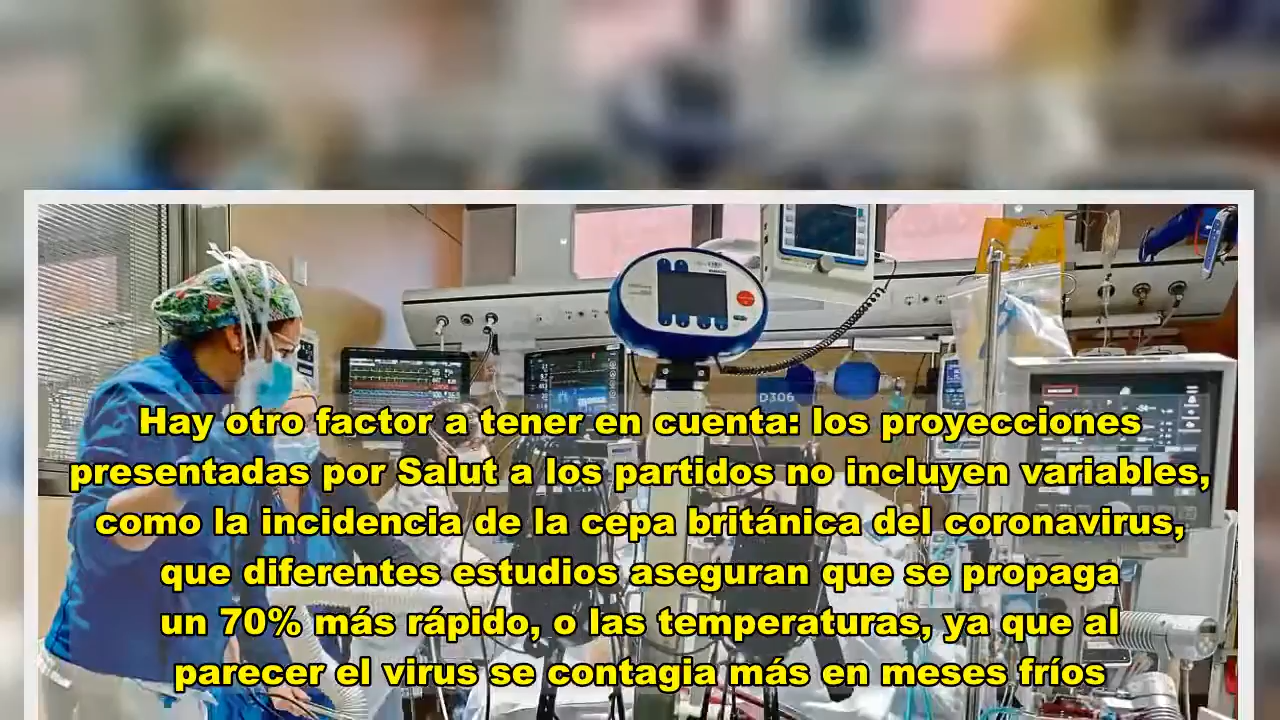 D306
Hay otro factor a tener en cuenta: los proyecciones
presentadas por Salut a los partidos no incluyen variables,
como la incidencia de la cepa británica del coronavirus,
que diferentes estudios aseguran que se propaga
un 70% más rápido, o las temperaturas, ya que al
parecer el virus se contagia más en meses fríos